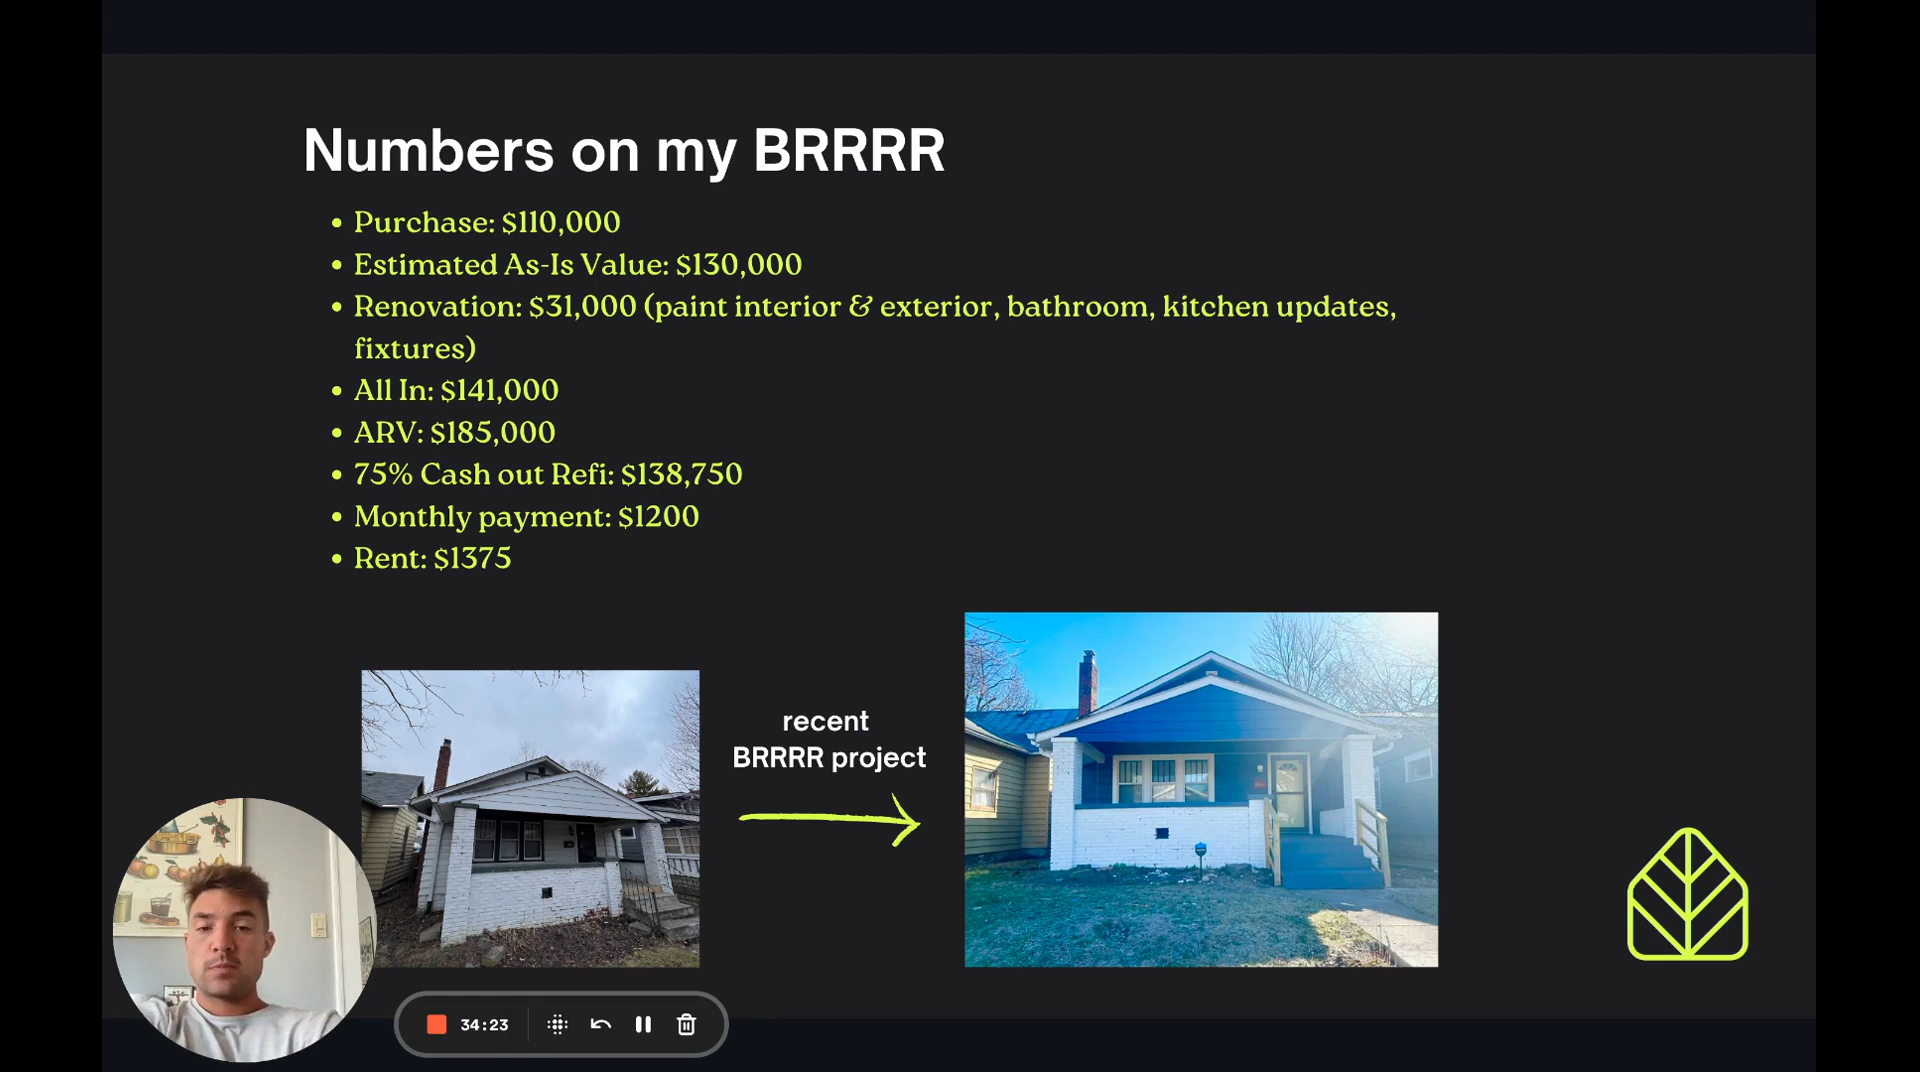 Numbers on my BRRRR
• Purchase: $110,000
• Estimated As-Is Value: $130,000
• Renovation: $31,000 (paint interior & exterior, bathroom, kitchen updates,
fixtures)
• All In: $141,000
• ARV: $185,000
• 75% Cash out Refi: $138,750
• Monthly payment: $1200
• Rent: $1375
recent
BRRRR project
34:23